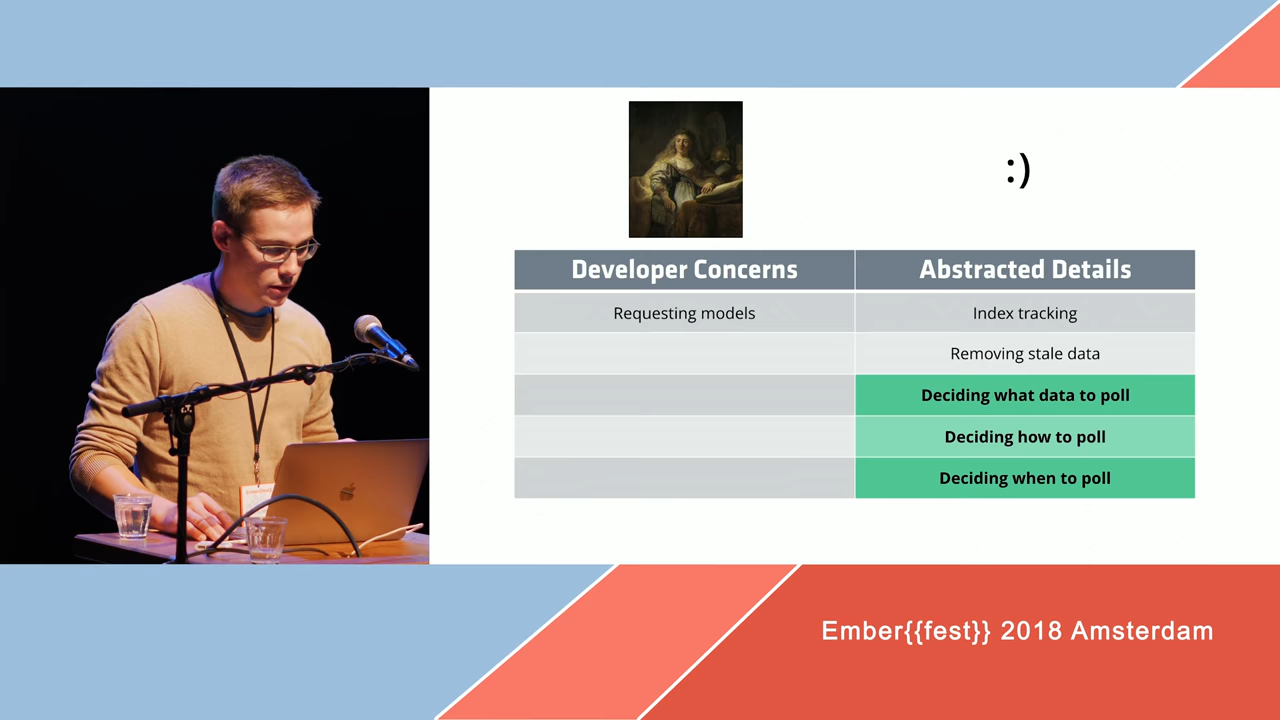 :)
Developer Concerns
Abstracted Details
Requesting models
Index tracking
Removing stale data
Deciding what data to poll
Deciding how to poll
Deciding when to poll
Ember{{fest}} 2018 Amsterdam